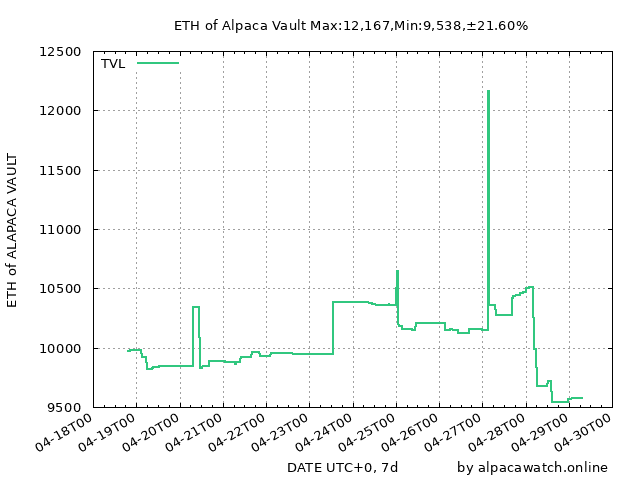 ETH of Alpaca Vault Max:12,167,Min:9,538,±21.60%
TVL
12500
12000
11500
11000
10500
10000
9500
ETH of ALAPACA VAULT
04-18T00
04-19T00
04-20T00
04-21T00
04-22T00
04-23T00
04-24T00
04-25T00
04-26T00
04-27T00
04-28T00
04-29T00
04-30T00
DATE UTC+0, 7d
by alpacawatch.online